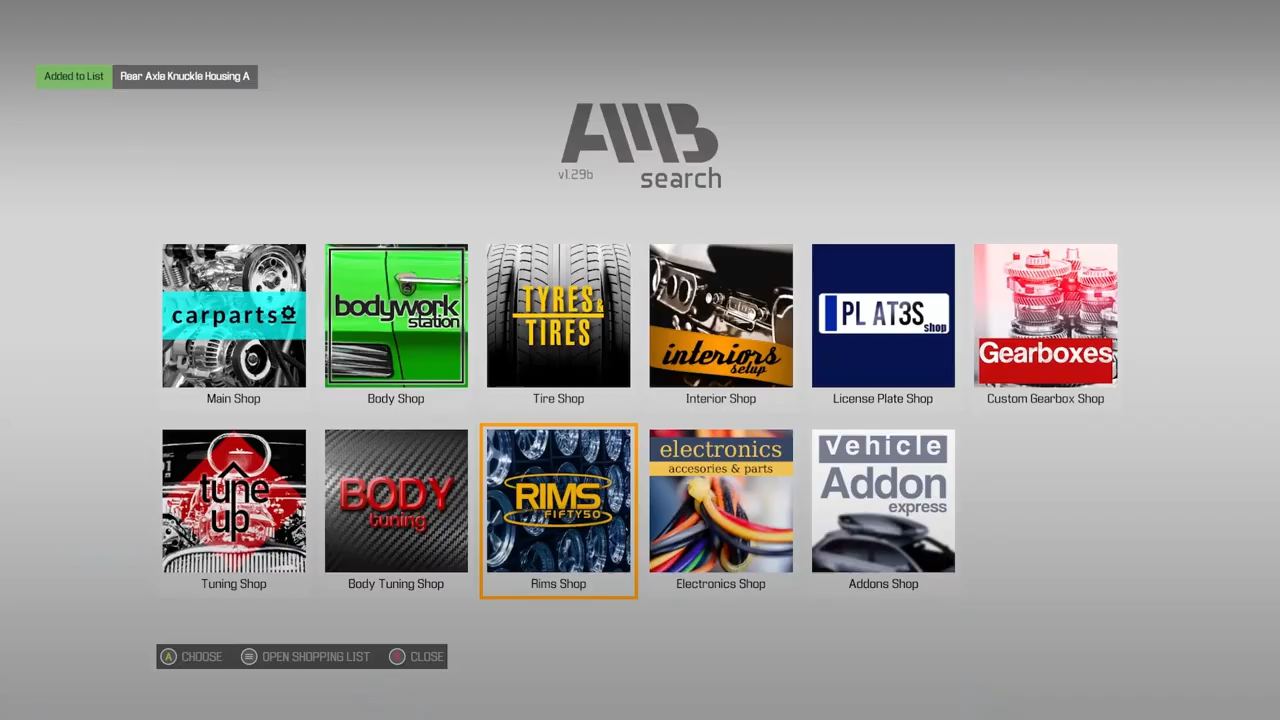 Added to List Rear Axle Knuckle Housing A
AMB
v1.29b search
carparts
bodywork
station
TYRES &
TIRES
interiors
setup
PL AT3S
shop
Gearboxes
Main Shop
Body Shop
Tire Shop
Interior Shop
License Plate Shop
Custom Gearbox Shop
tune
up
BODY
tuning
RIMS
FIFTY50
electronics
accesories & parts
vehicle
Addon
express
Tuning Shop
Body Tuning Shop
Rims Shop
Electronics Shop
Addons Shop
A CHOOSE OPEN SHOPPING LIST CLOSE